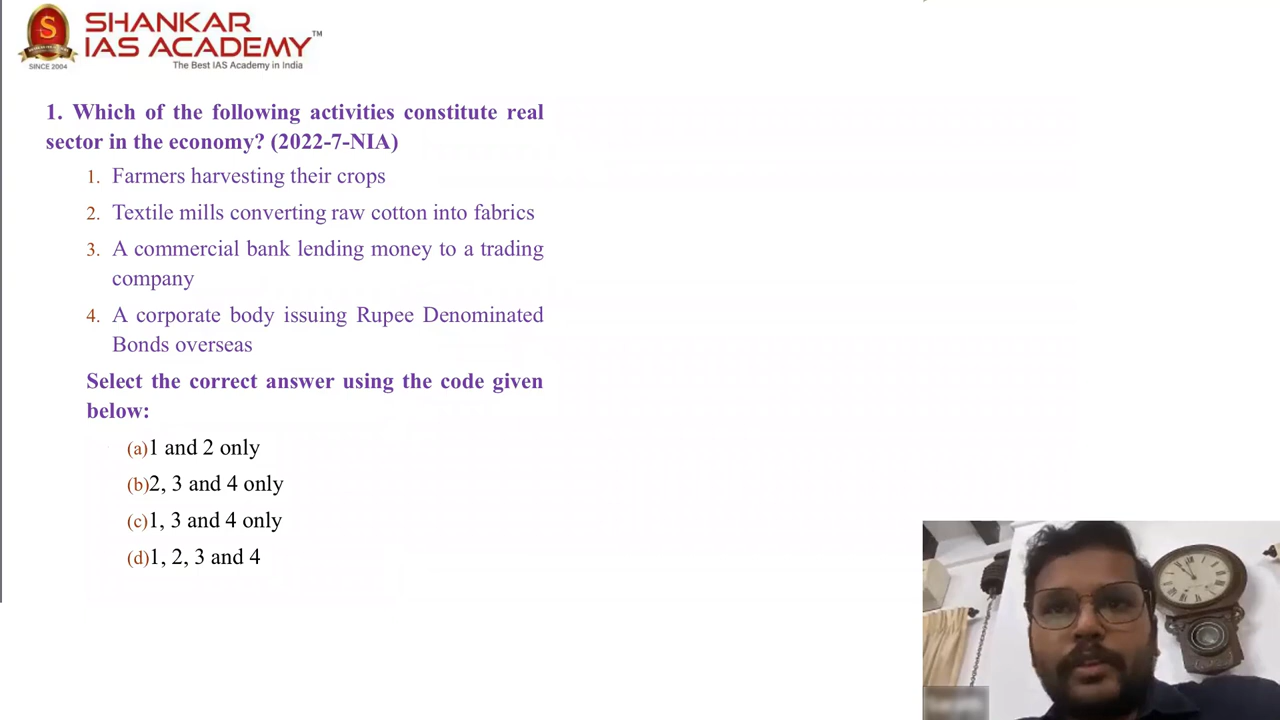 S
SHANKAR
IAS ACADEMY™
SINCE 2004
The Best IAS Academy in India
1. Which of the following activities constitute real
sector in the economy? (2022-7-NIA)
1. Farmers harvesting their crops
2. Textile mills converting raw cotton into fabrics
3. A commercial bank lending money to a trading
company
4. A corporate body issuing Rupee Denominated
Bonds overseas
Select the correct answer using the code given
below:
(a)1 and 2 only
(b)2, 3 and 4 only
(c)1, 3 and 4 only
(d)1, 2, 3 and 4